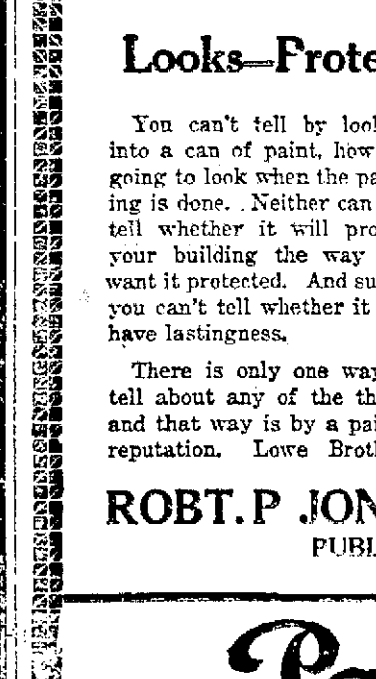 Looks—Prote
You can't tell by look
into a can of paint, how
going to look when the pa
ing is done. Neither can
tell whether it will pro
your building the way
want it protected. And su
you can't tell whether it
have lastingness.
There is only one way
tell about any of the th
and that way is by a pai
reputation. Lowe Broth
ROBT. P. JON
PUBL